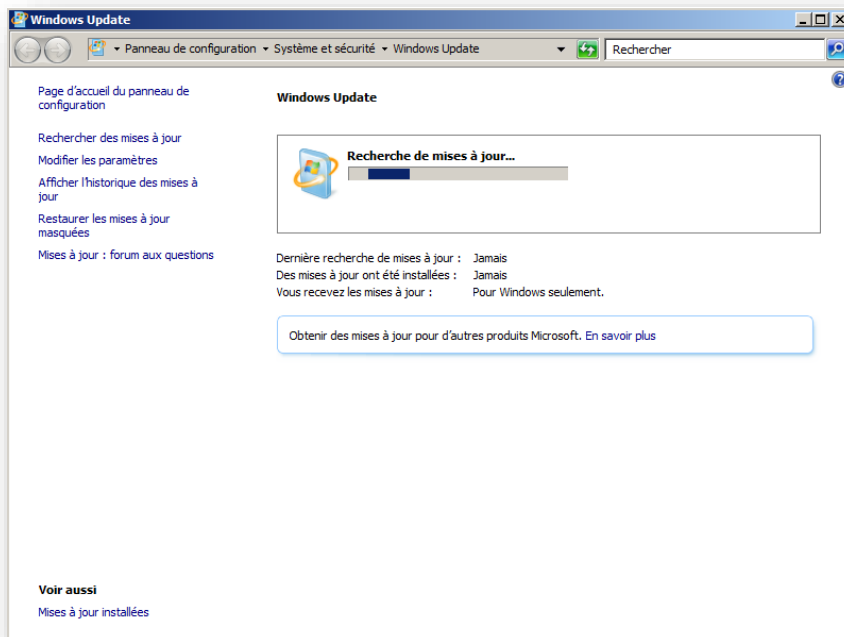 Windows Update
Panneau de configuration Système et sécurité Windows Update
Rechercher
Page d'accueil du panneau de
configuration
Rechercher des mises à jour
Modifier les paramètres
Afficher l'historique des mises à
jour
Restaurer les mises à jour
masquées
Mises à jour : forum aux questions
Windows Update
Recherche de mises à jour...
Dernière recherche de mises à jour : Jamais
Des mises à jour ont été installées : Jamais
Vous recevez les mises à jour : Pour Windows seulement.
Obtenir des mises à jour pour d'autres produits Microsoft. En savoir plus
Voir aussi
Mises à jour installées